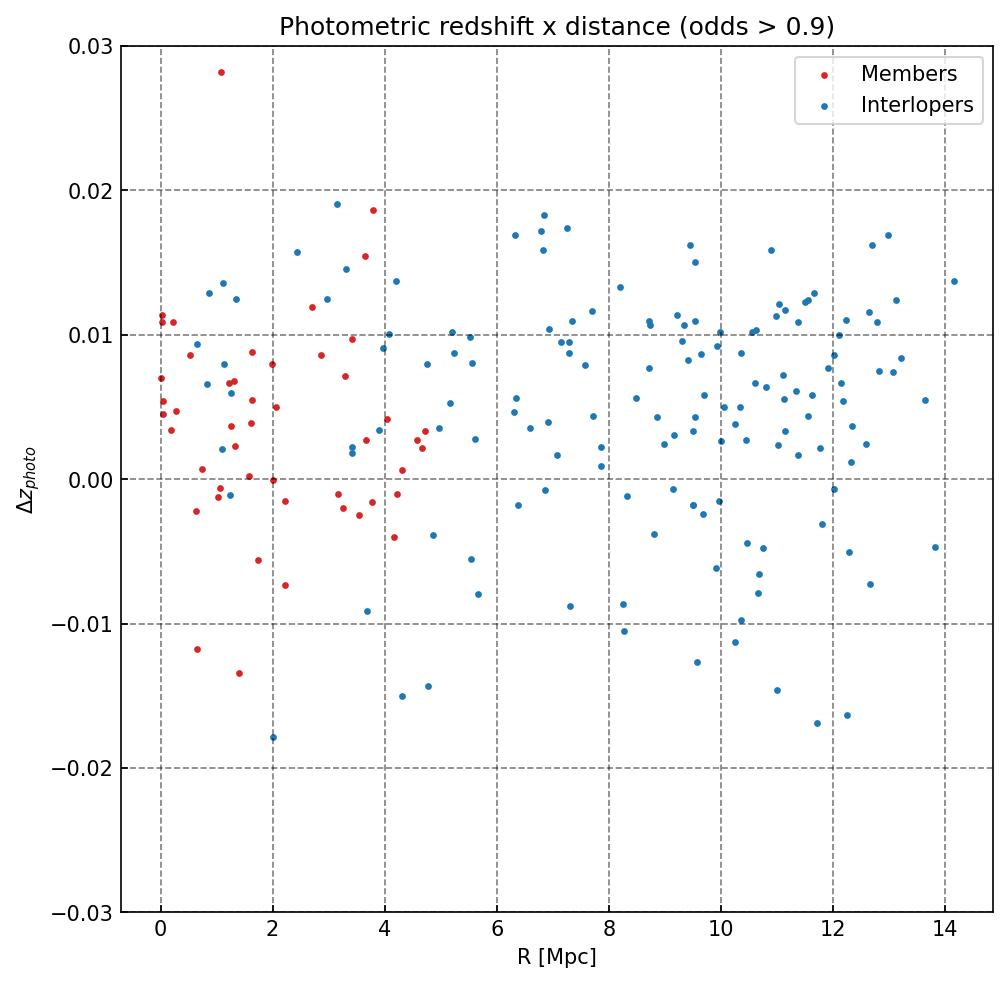 Photometric redshift x distance (odds > 0.9)
Members
Interlopers
0.03
0.02
0.01
0.00
−0.01
−0.02
−0.03
Δz_photo
0 2 4 6 8 10 12 14
R [Mpc]